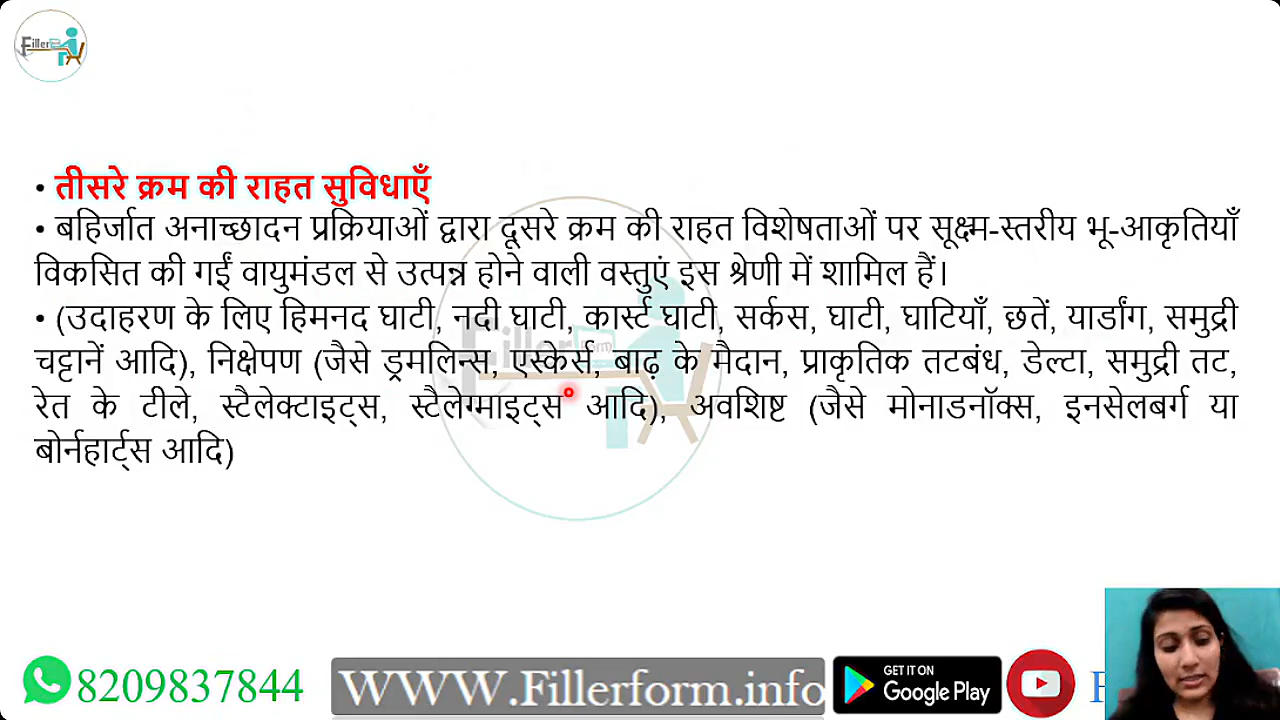 Filler
• तीसरे क्रम की राहत सुविधाएँ
• बहिर्जात अनाच्छादन प्रक्रियाओं द्वारा दूसरे क्रम की राहत विशेषताओं पर सूक्ष्म-स्तरीय भू-आकृतियाँ
विकसित की गईं वायुमंडल से उत्पन्न होने वाली वस्तुएं इस श्रेणी में शामिल हैं।
• (उदाहरण के लिए हिमनद घाटी, नदी घाटी, कार्स्ट घाटी, सर्कस, घाटी, घाटियाँ, छतें, यार्डांग, समुद्री
चट्टानें आदि), निक्षेपण (जैसे ड्रमलिन्स, एस्केर्स, बाढ़ के मैदान, प्राकृतिक तटबंध, डेल्टा, समुद्री तट,
रेत के टीले, स्टैलेक्टाइट्स, स्टैलेग्माइट्स आदि), अवशिष्ट (जैसे मोनाडनॉक्स, इनसेलबर्ग या
बोर्नहार्ट्स आदि)
8209837844
WWW.Fillerform.info
GET IT ON
Google Play